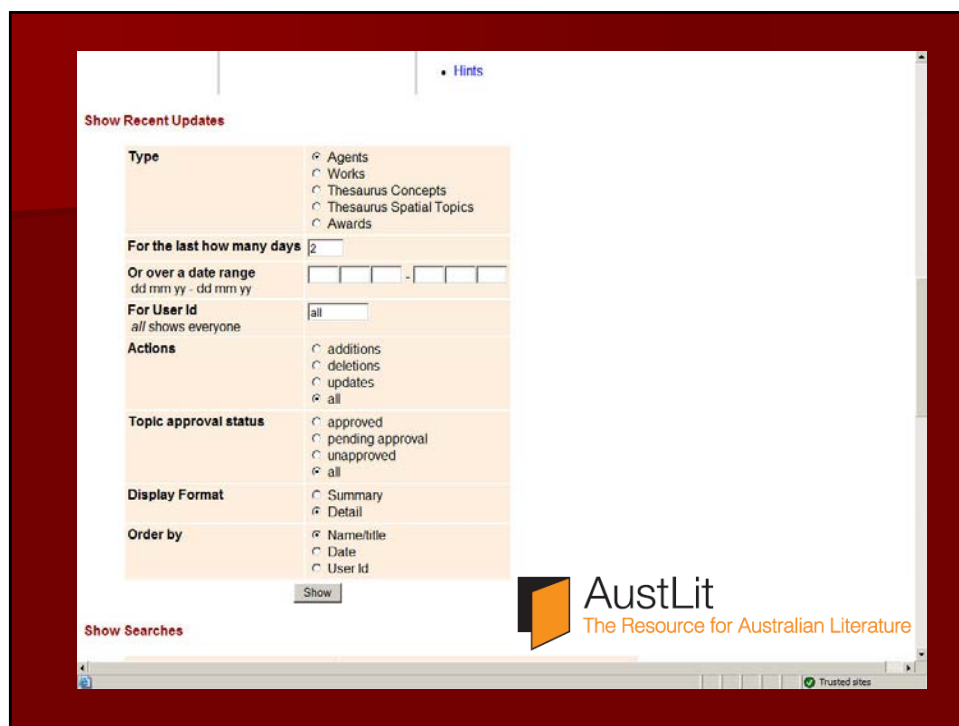 • Hints
Show Recent Updates
Type
Agents
Works
Thesaurus Concepts
Thesaurus Spatial Topics
Awards
For the last how many days 2
Or over a date range
dd mm yy - dd mm yy
-
For User Id
all shows everyone
all
Actions
additions
deletions
updates
all
Topic approval status
approved
pending approval
unapproved
all
Display Format
Summary
Detail
Order by
Name/title
Date
User Id
Show
AustLit
The Resource for Australian Literature
Show Searches
Trusted sites